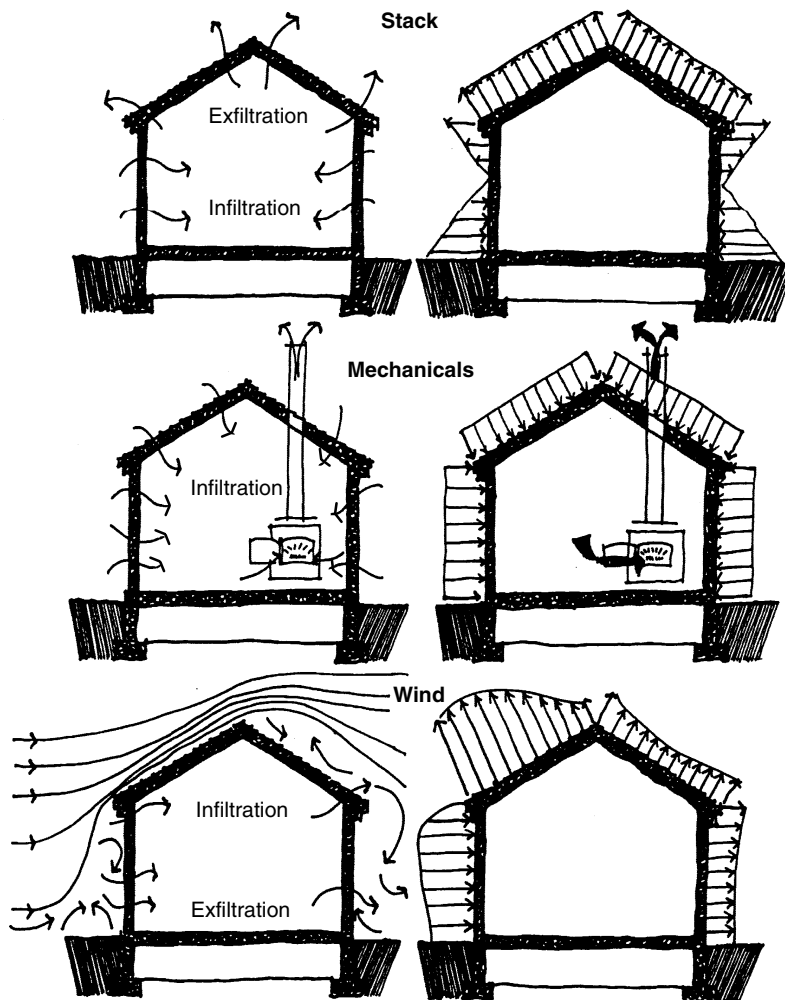 Stack
Exfiltration
Infiltration
Mechanicals
Infiltration
Wind
Infiltration
Exfiltration